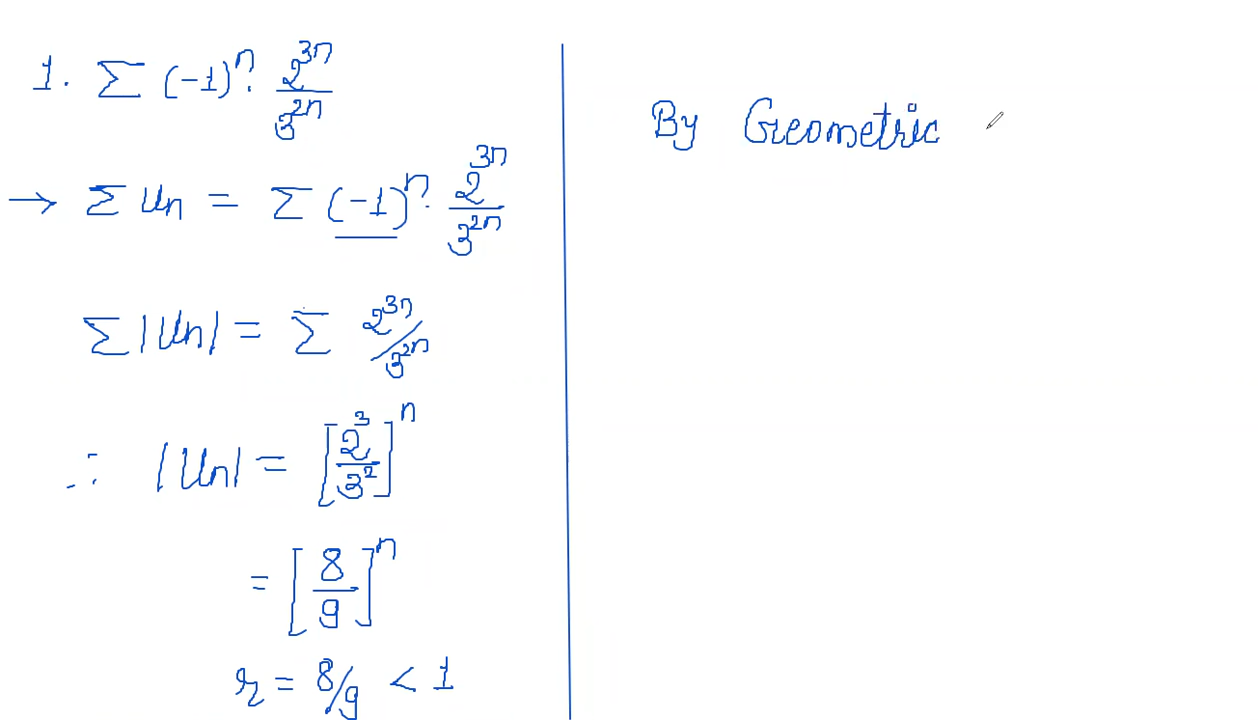 1. ∑ (-1)^n · 2^{3n} / 3^{2n}
→ ∑ Un = ∑ (-1)^n · 2^{3n} / 3^{2n}
∑ |Un| = ∑ 2^{3n} / 3^{2n}
∴ |Un| = [2^3 / 3^2]^n
= [8 / 9]^n
r = 8/9 < 1
By Geometric